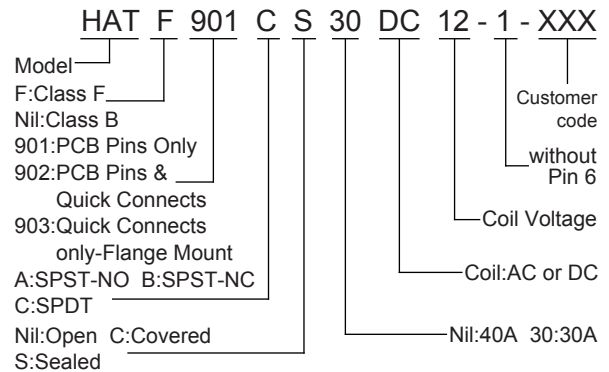 HAT F 901 C S 30 DC 12 - 1 - XXX
Model
F:Class F
Nil:Class B
901:PCB Pins Only
902:PCB Pins &
Quick Connects
903:Quick Connects
only-Flange Mount
A:SPST-NO B:SPST-NC
C:SPDT
Nil:Open C:Covered
S:Sealed
Customer
code
without
Pin 6
Coil Voltage
Coil:AC or DC
Nil:40A 30:30A